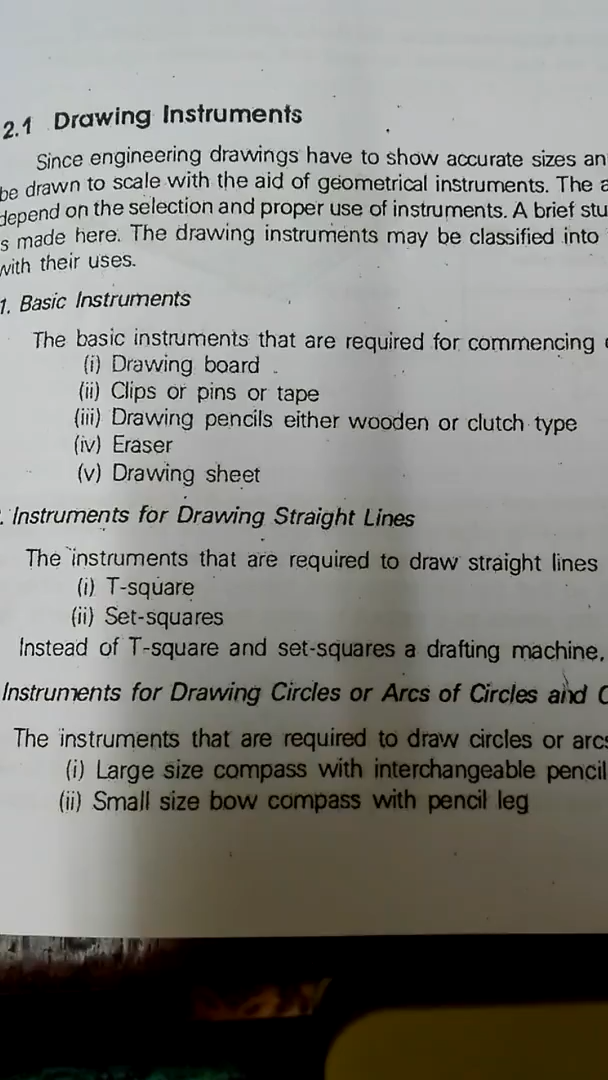 2.1 Drawing Instruments
Since engineering drawings have to show accurate sizes an
be drawn to scale with the aid of geometrical instruments. The a
depend on the selection and proper use of instruments. A brief stu
s made here. The drawing instruments may be classified into
with their uses.
1. Basic Instruments
The basic instruments that are required for commencing
(i) Drawing board
(ii) Clips or pins or tape
(iii) Drawing pencils either wooden or clutch type
(iv) Eraser
(v) Drawing sheet
. Instruments for Drawing Straight Lines
The instruments that are required to draw straight lines
(i) T-square
(ii) Set-squares
Instead of T-square and set-squares a drafting machine,
Instruments for Drawing Circles or Arcs of Circles and C
The instruments that are required to draw circles or arcs
(i) Large size compass with interchangeable pencil
(ii) Small size bow compass with pencil leg